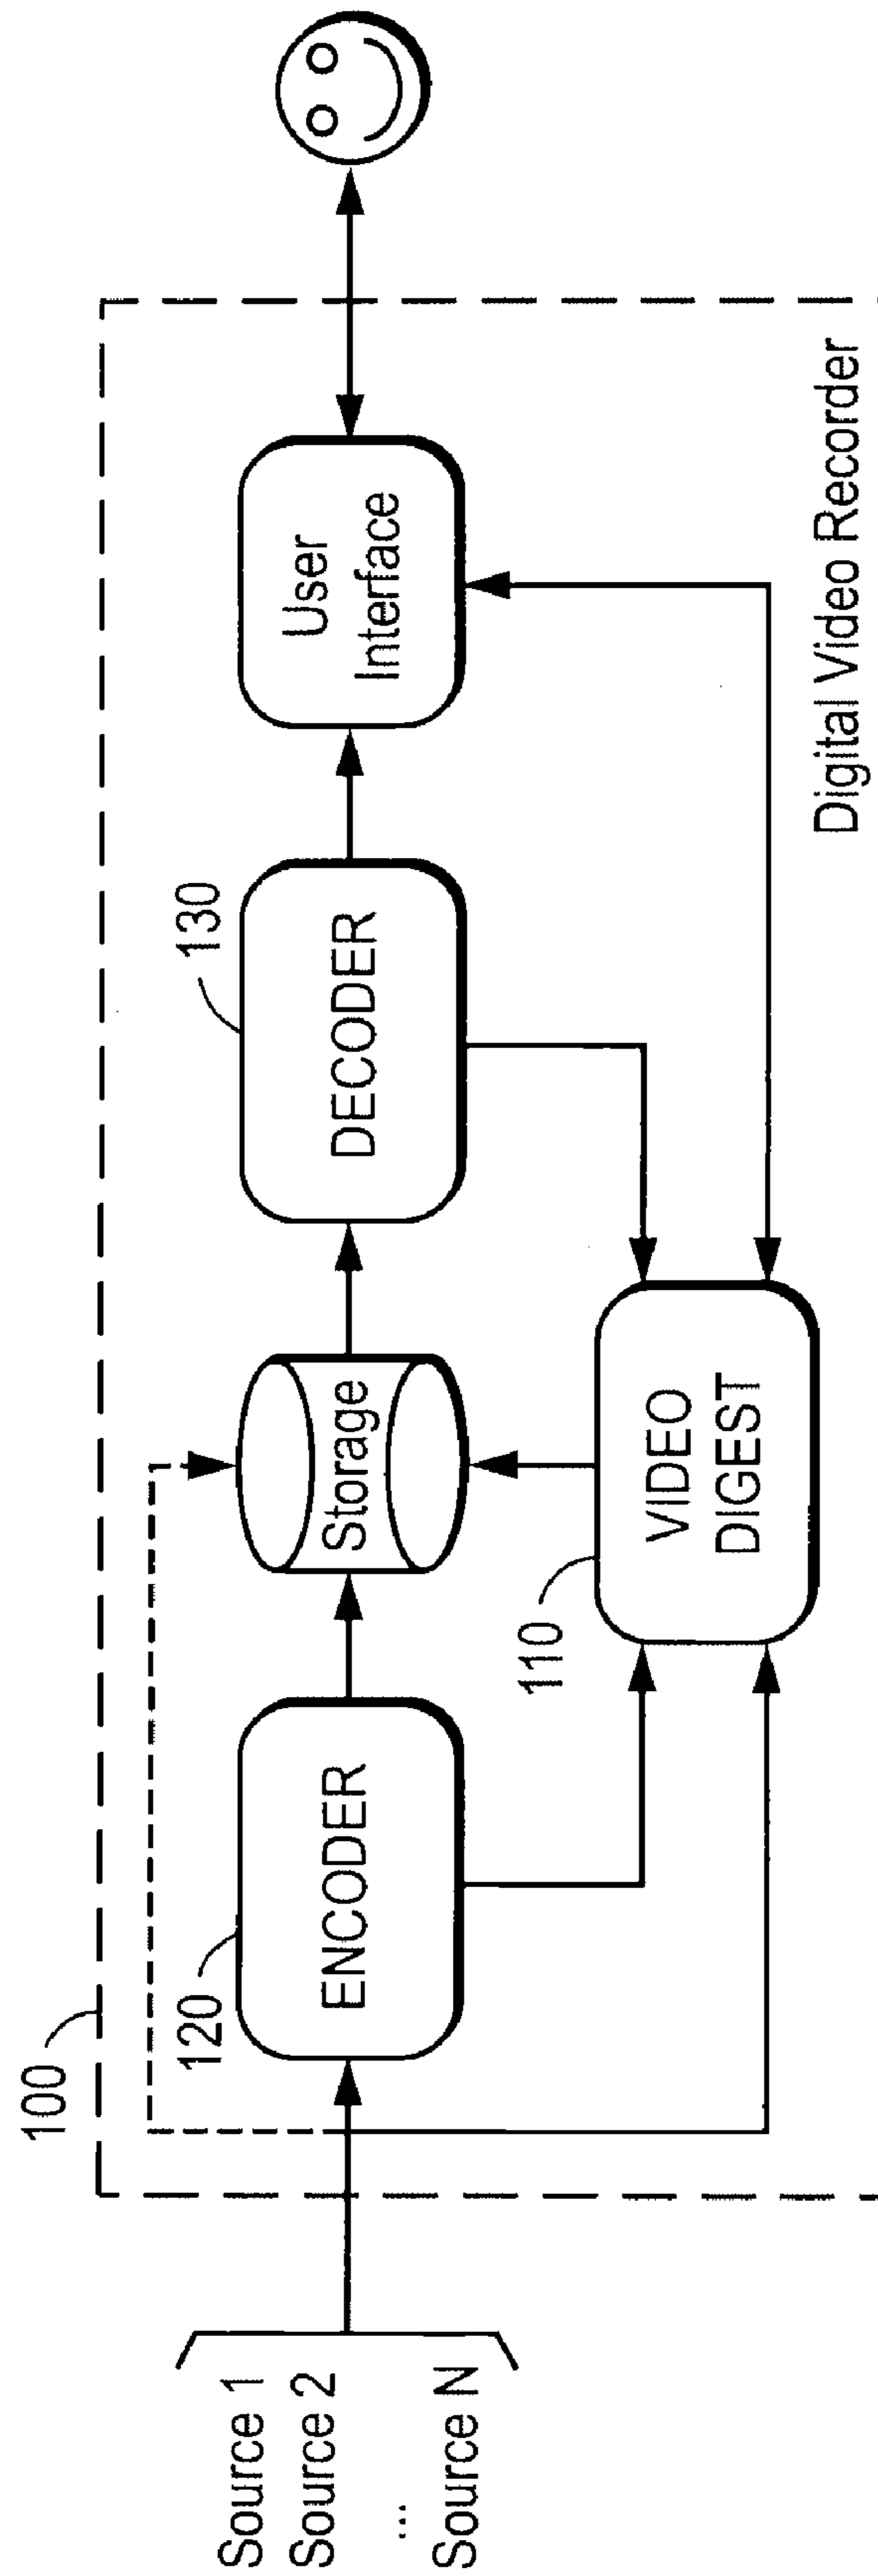 Source 1
Source 2
...
Source N
100
120
ENCODER
Storage
110
VIDEO
DIGEST
130
DECODER
User
Interface
Digital Video Recorder